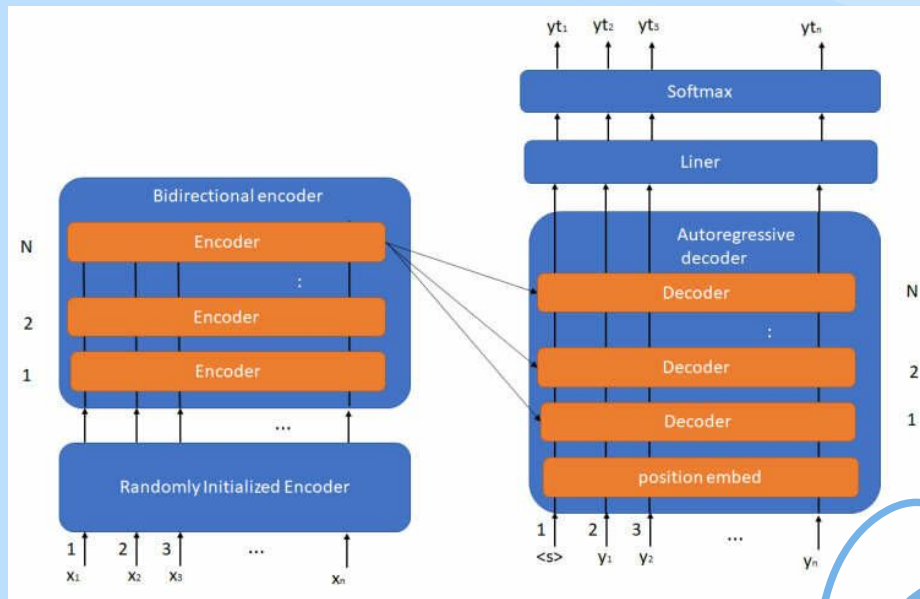 yt₁ yt₂ yt₃ ytₙ
Softmax
Liner
Bidirectional encoder
N Encoder
:
2 Encoder
1 Encoder
...
Randomly Initialized Encoder
1 2 3 ...
x₁ x₂ x₃ xₙ
Autoregressive
decoder
Decoder N
:
Decoder 2
Decoder 1
position embed
1 2 3 ...
<s> y₁ y₂ yₙ